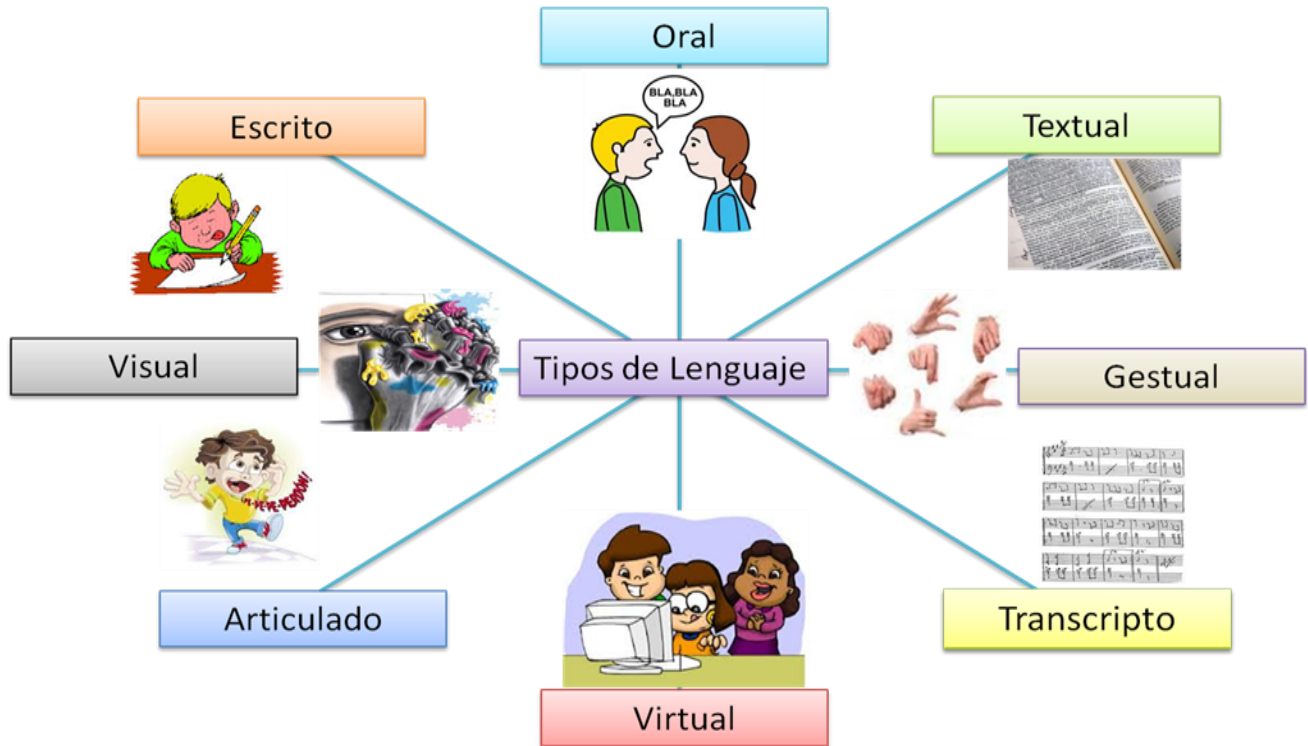 Oral
BLA,BLA
BLA
Escrito
Textual
Visual
Tipos de Lenguaje
Gestual
Articulado
Transcripto
Virtual